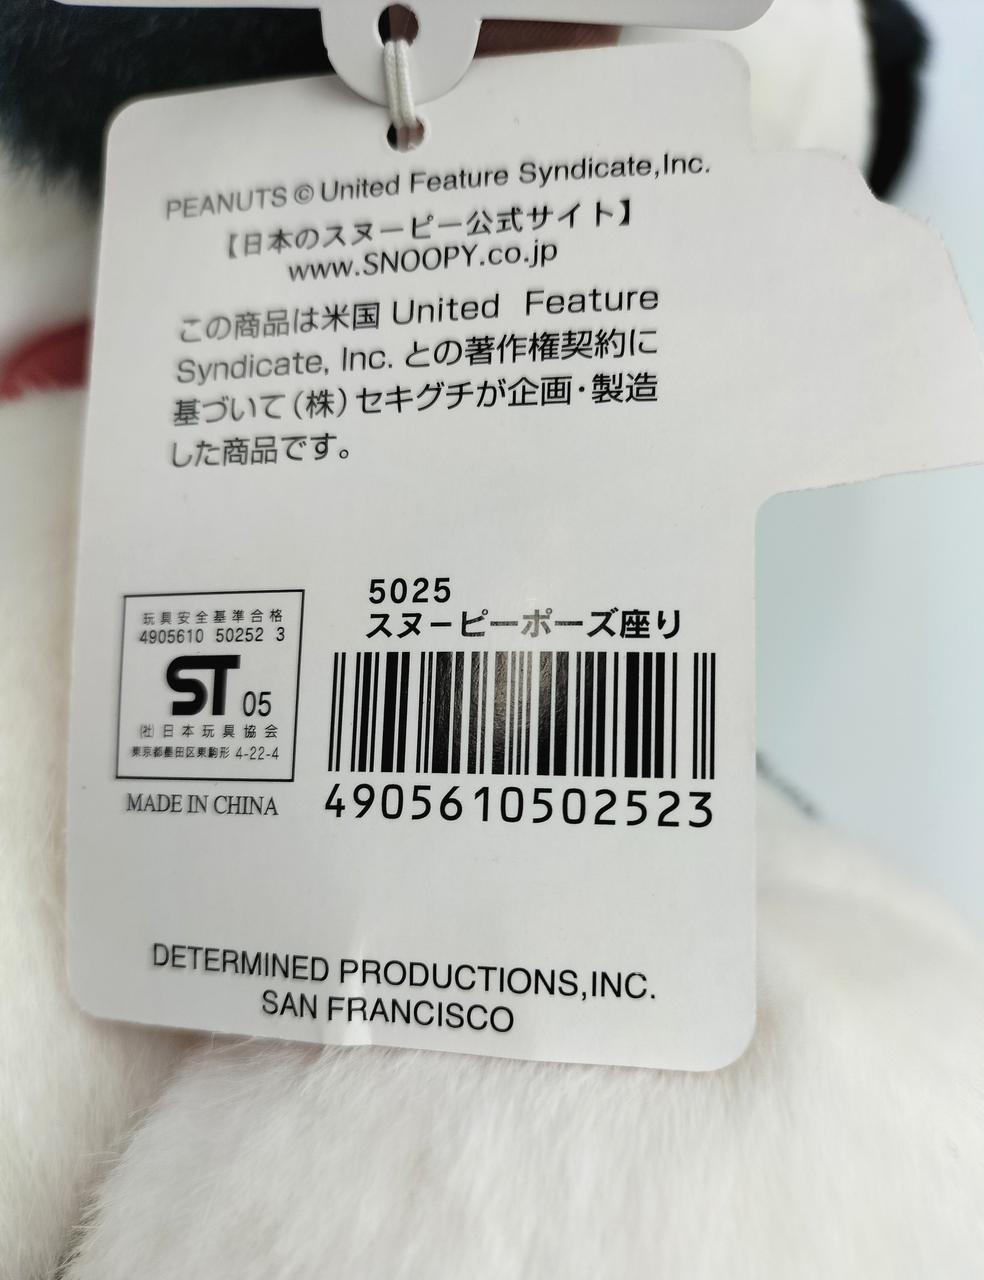 PEANUTS © United Feature Syndicate,Inc.
【日本のスヌーピー公式サイト】
www.SNOOPY.co.jp
この商品は米国 United Feature
Syndicate, Inc. との著作権契約に
基づいて(株)セキグチが企画・製造
した商品です。
5025
スヌーピーポーズ座り
玩具安全基準合格
4905610 50252 3
ST 05
(社)日本玩具協会
東京都墨田区東駒形 4-22-4
MADE IN CHINA
4905610502523
DETERMINED PRODUCTIONS,INC.
SAN FRANCISCO